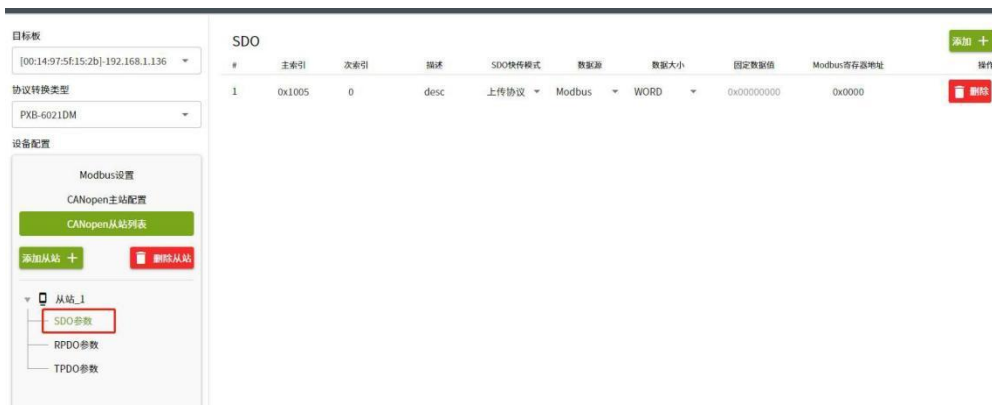 目标板
[00:14:97:5f:15:2b]-192.168.1.136
协议转换类型
PXB-6021DM
设备配置
Modbus设置
CANopen主站配置
CANopen从站列表
添加从站
删除从站
从站_1
SDO参数
RPDO参数
TPDO参数
SDO
添加
# 主索引 次索引 描述 SDO快传模式 数据源 数据大小 固定数据值 Modbus寄存器地址 操作
1 0x1005 0 desc 上传协议 Modbus WORD 0x00000000 0x0000 删除